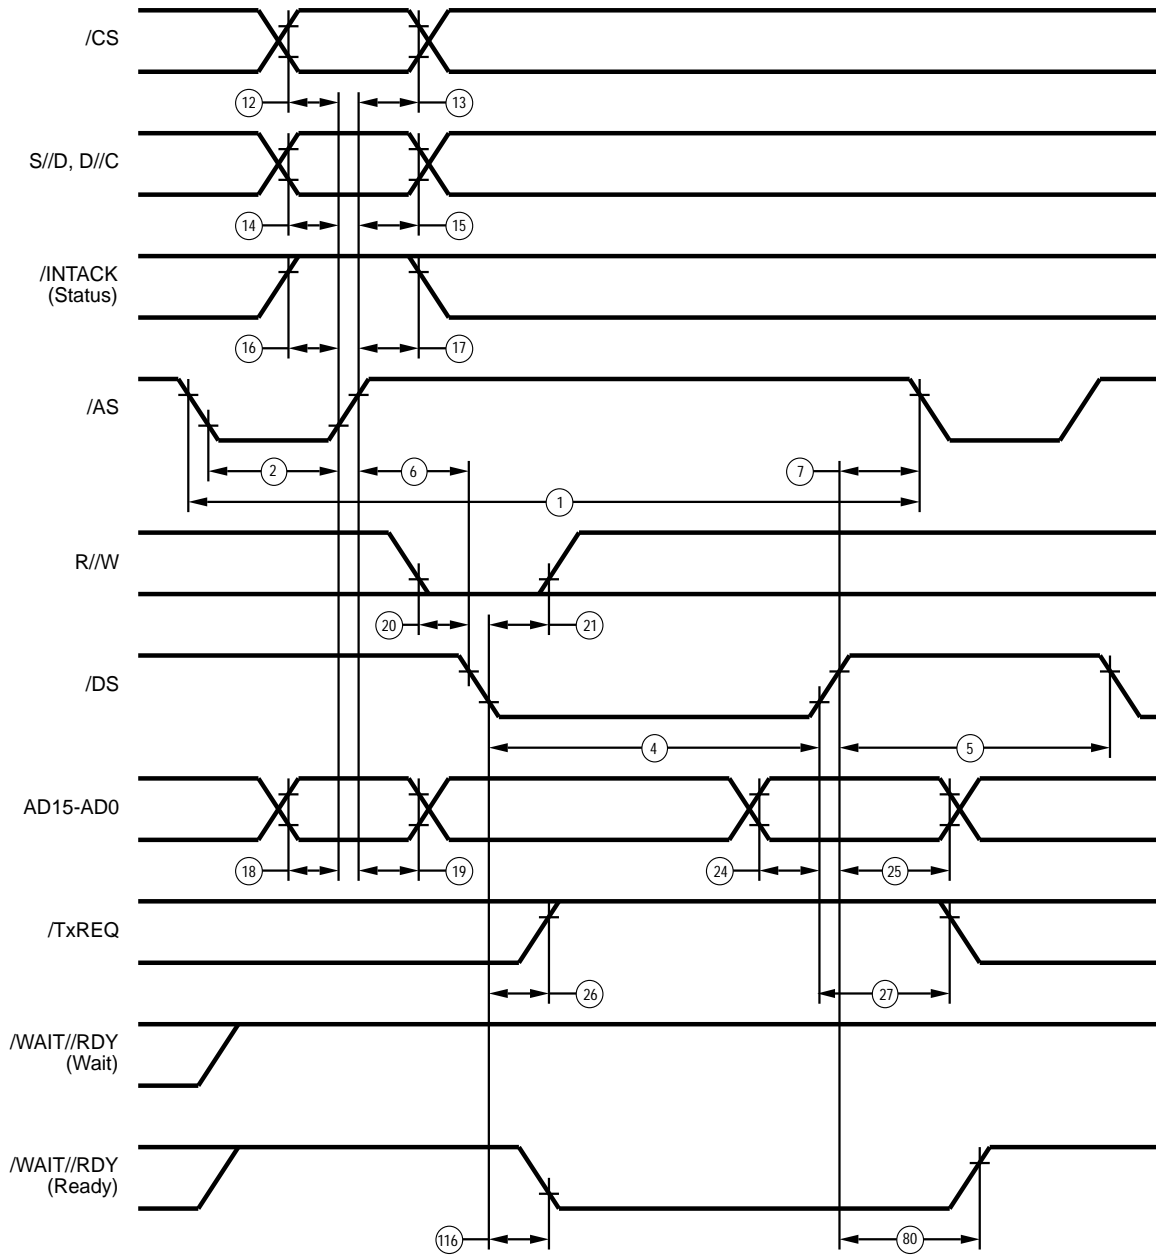 /CS
12
13
S//D, D//C
14
15
/INTACK
(Status)
16
17
/AS
2
6
7
1
R//W
20
21
/DS
4
5
AD15-AD0
18
19
24
25
/TxREQ
26
27
/WAIT//RDY
(Wait)
/WAIT//RDY
(Ready)
116
80